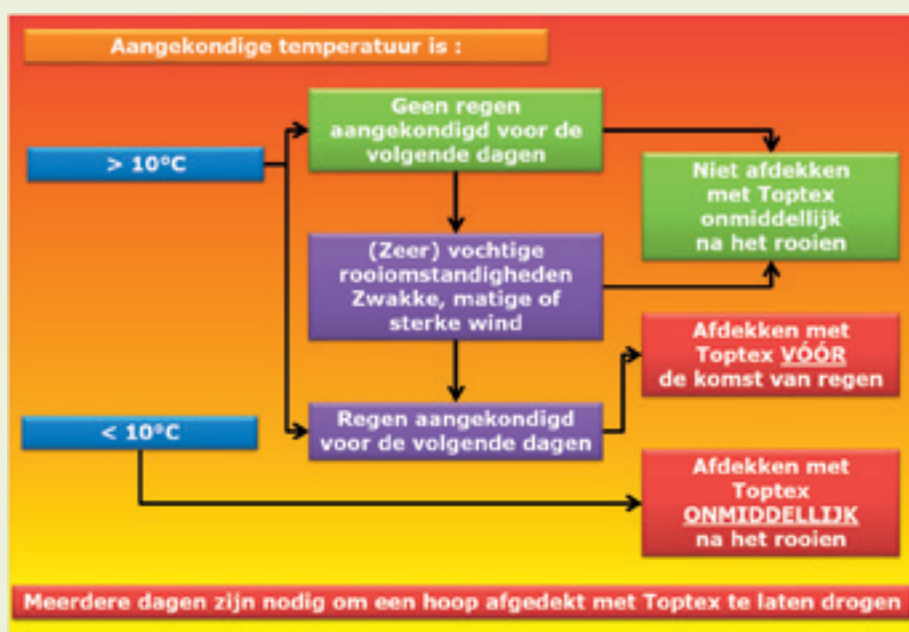 Aangekondige temperatuur is :
Geen regen
aangekondigd voor de
volgende dagen
> 10°C
Niet afdekken
met Toptex
onmiddellijk
na het rooien
(Zeer) vochtige
rooiomstandigheden
Zwakke, matige of
sterke wind
Afdekken met
Toptex VÓÓR
de komst van regen
< 10°C
Regen aangekondigd
voor de volgende dagen
Afdekken met
Toptex
ONMIDDELLIJK
na het rooien
Meerdere dagen zijn nodig om een hoop afgedekt met Toptex te laten drogen